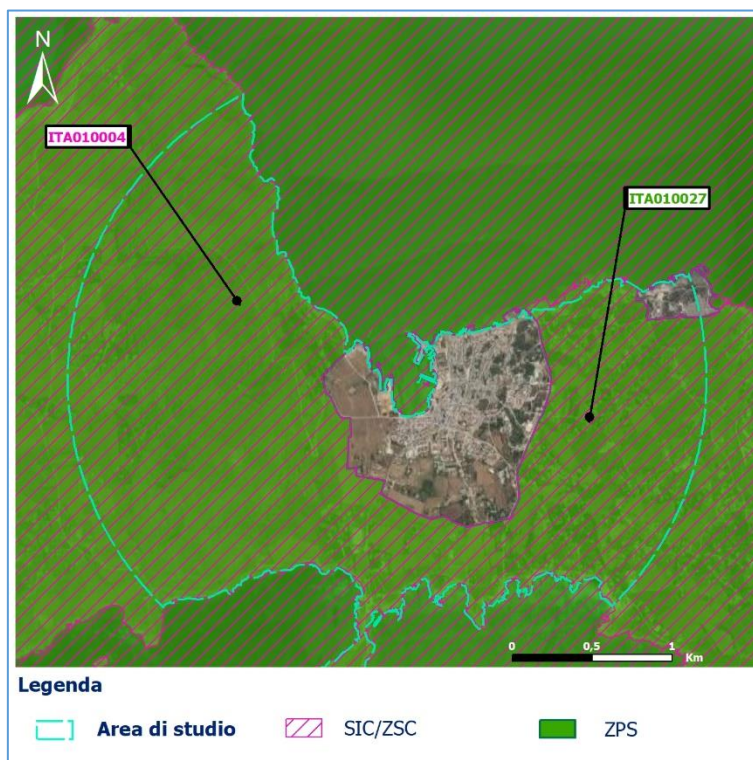 N
ITA010004
ITA010027
0 0,5 1
Km
Legenda
Area di studio SIC/ZSC ZPS